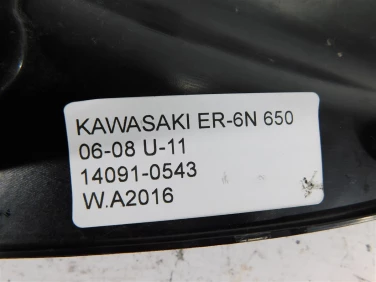 KAWASAKI ER-6N 650
06-08 U-11
14091-0543
W.A2016